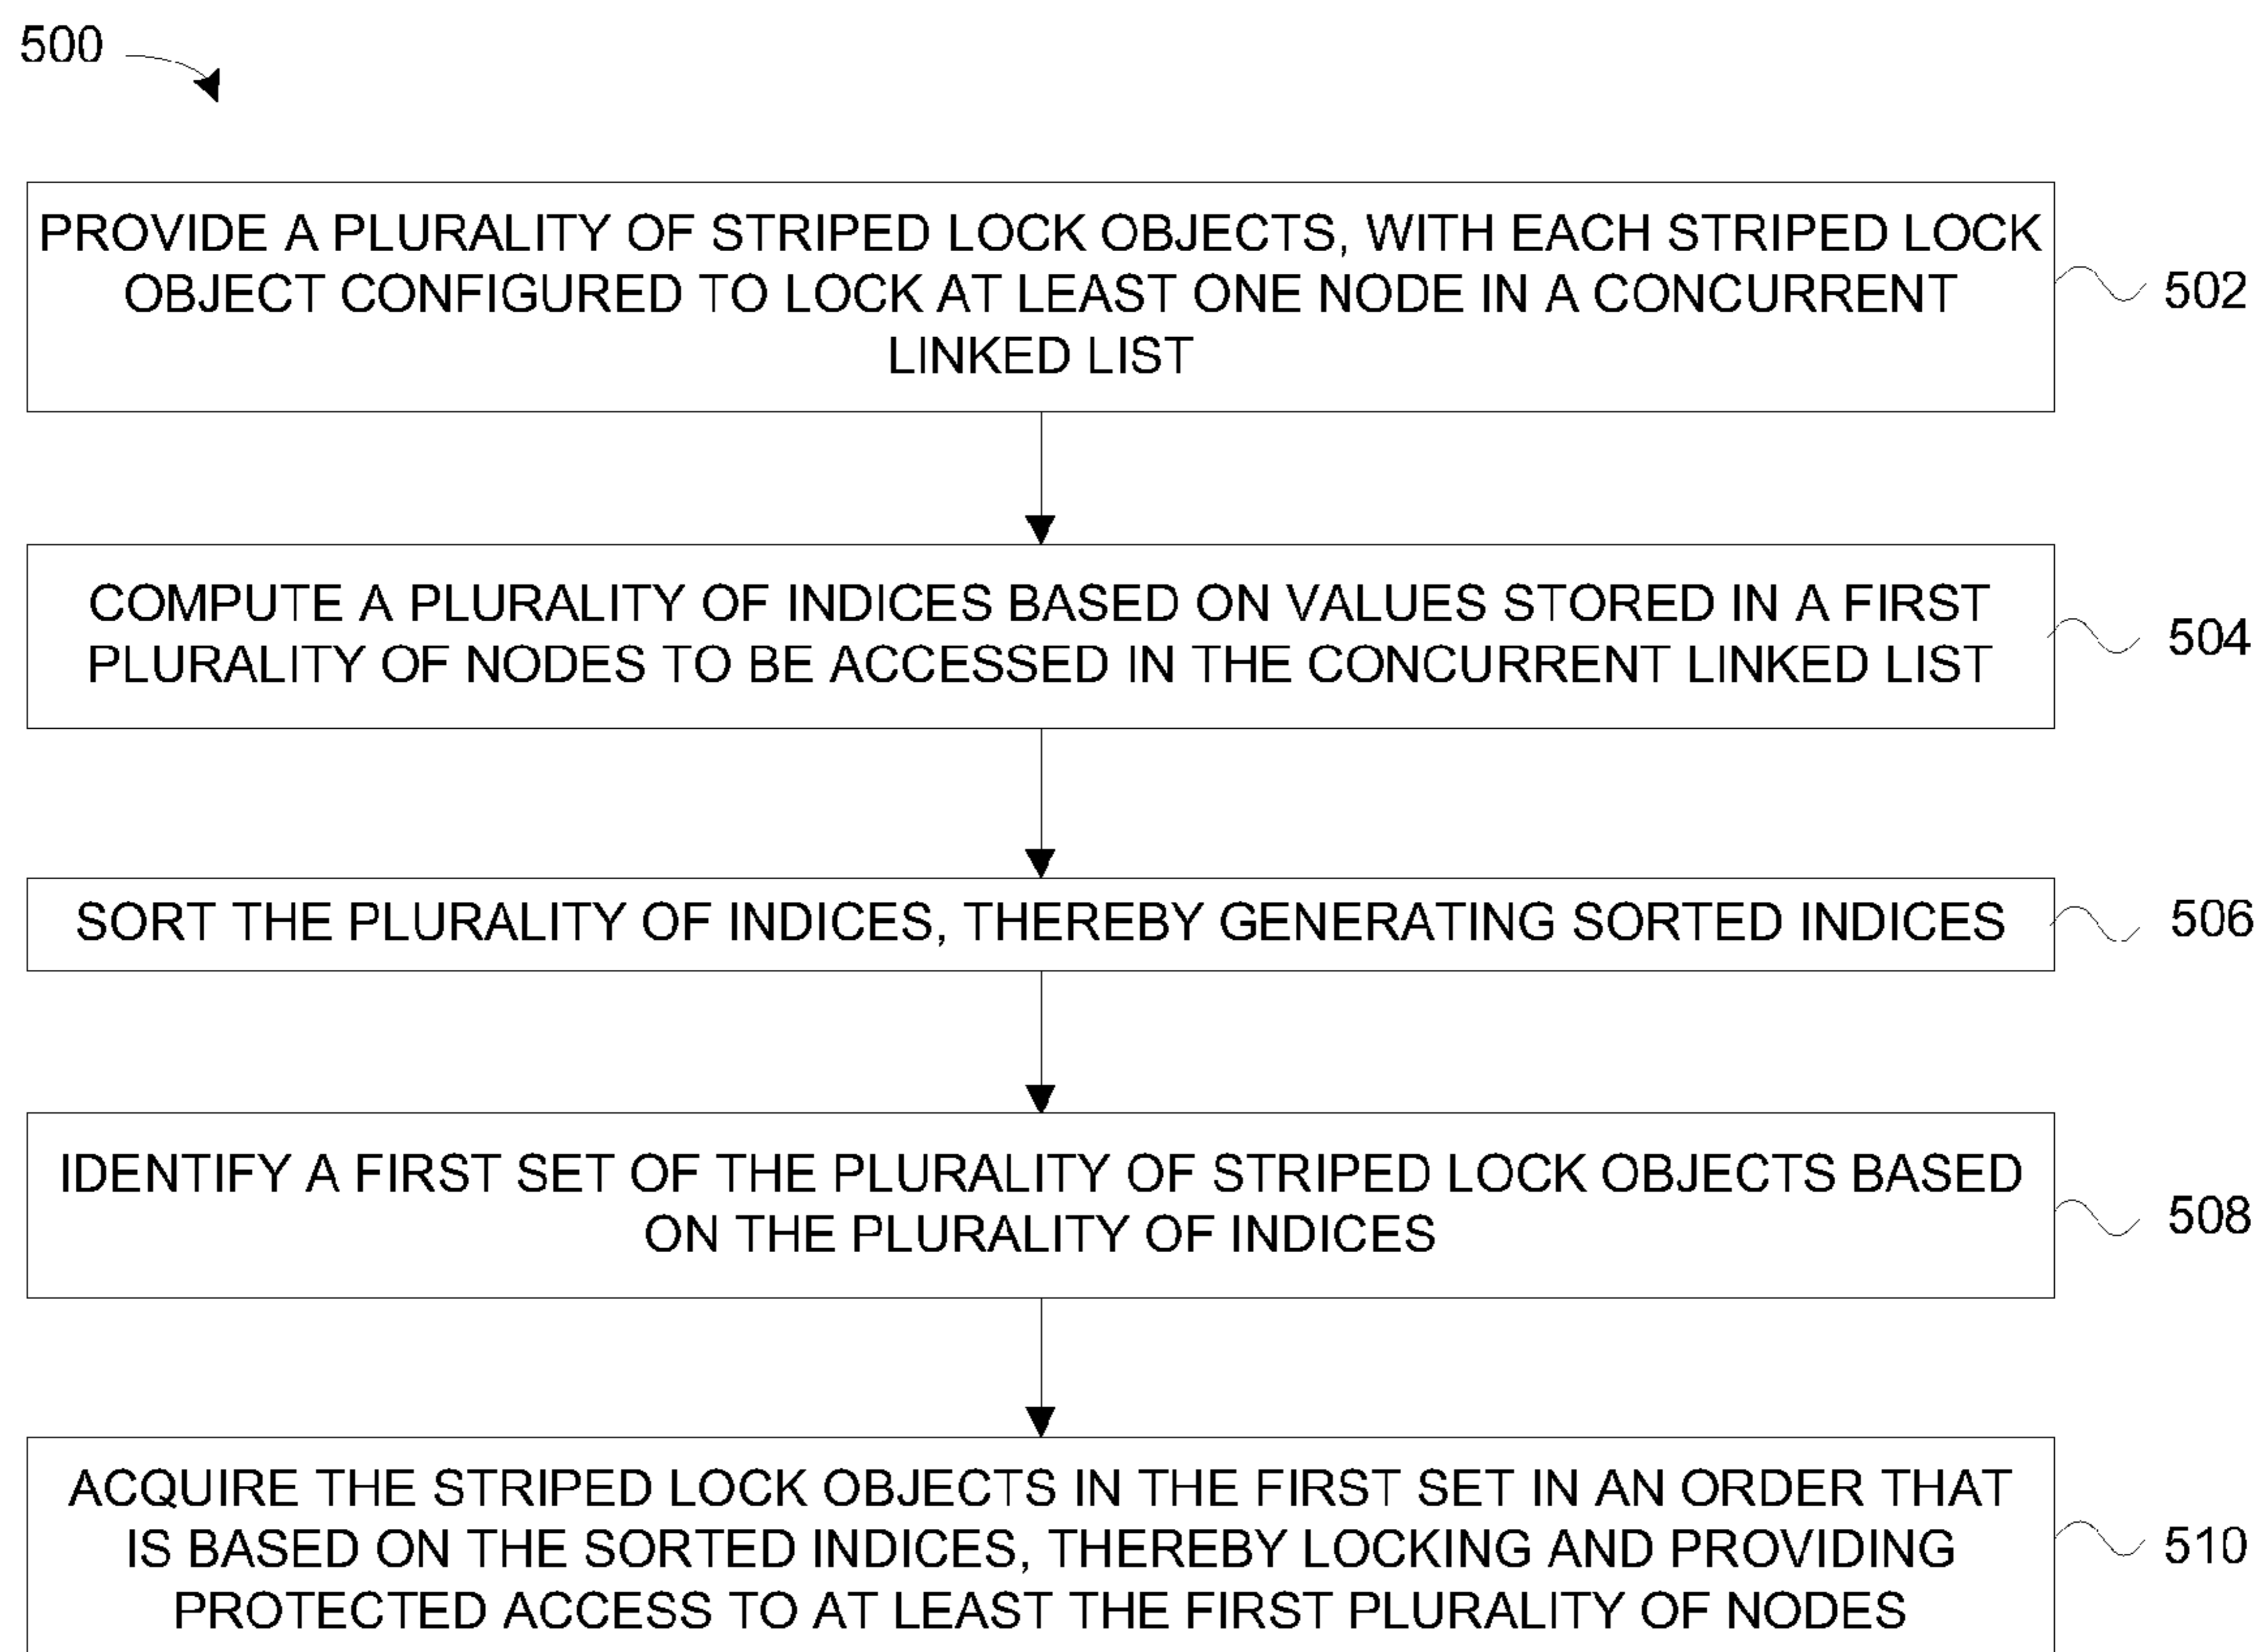 500
PROVIDE A PLURALITY OF STRIPED LOCK OBJECTS, WITH EACH STRIPED LOCK
OBJECT CONFIGURED TO LOCK AT LEAST ONE NODE IN A CONCURRENT
LINKED LIST
502
COMPUTE A PLURALITY OF INDICES BASED ON VALUES STORED IN A FIRST
PLURALITY OF NODES TO BE ACCESSED IN THE CONCURRENT LINKED LIST
504
SORT THE PLURALITY OF INDICES, THEREBY GENERATING SORTED INDICES
506
IDENTIFY A FIRST SET OF THE PLURALITY OF STRIPED LOCK OBJECTS BASED
ON THE PLURALITY OF INDICES
508
ACQUIRE THE STRIPED LOCK OBJECTS IN THE FIRST SET IN AN ORDER THAT
IS BASED ON THE SORTED INDICES, THEREBY LOCKING AND PROVIDING
PROTECTED ACCESS TO AT LEAST THE FIRST PLURALITY OF NODES
510